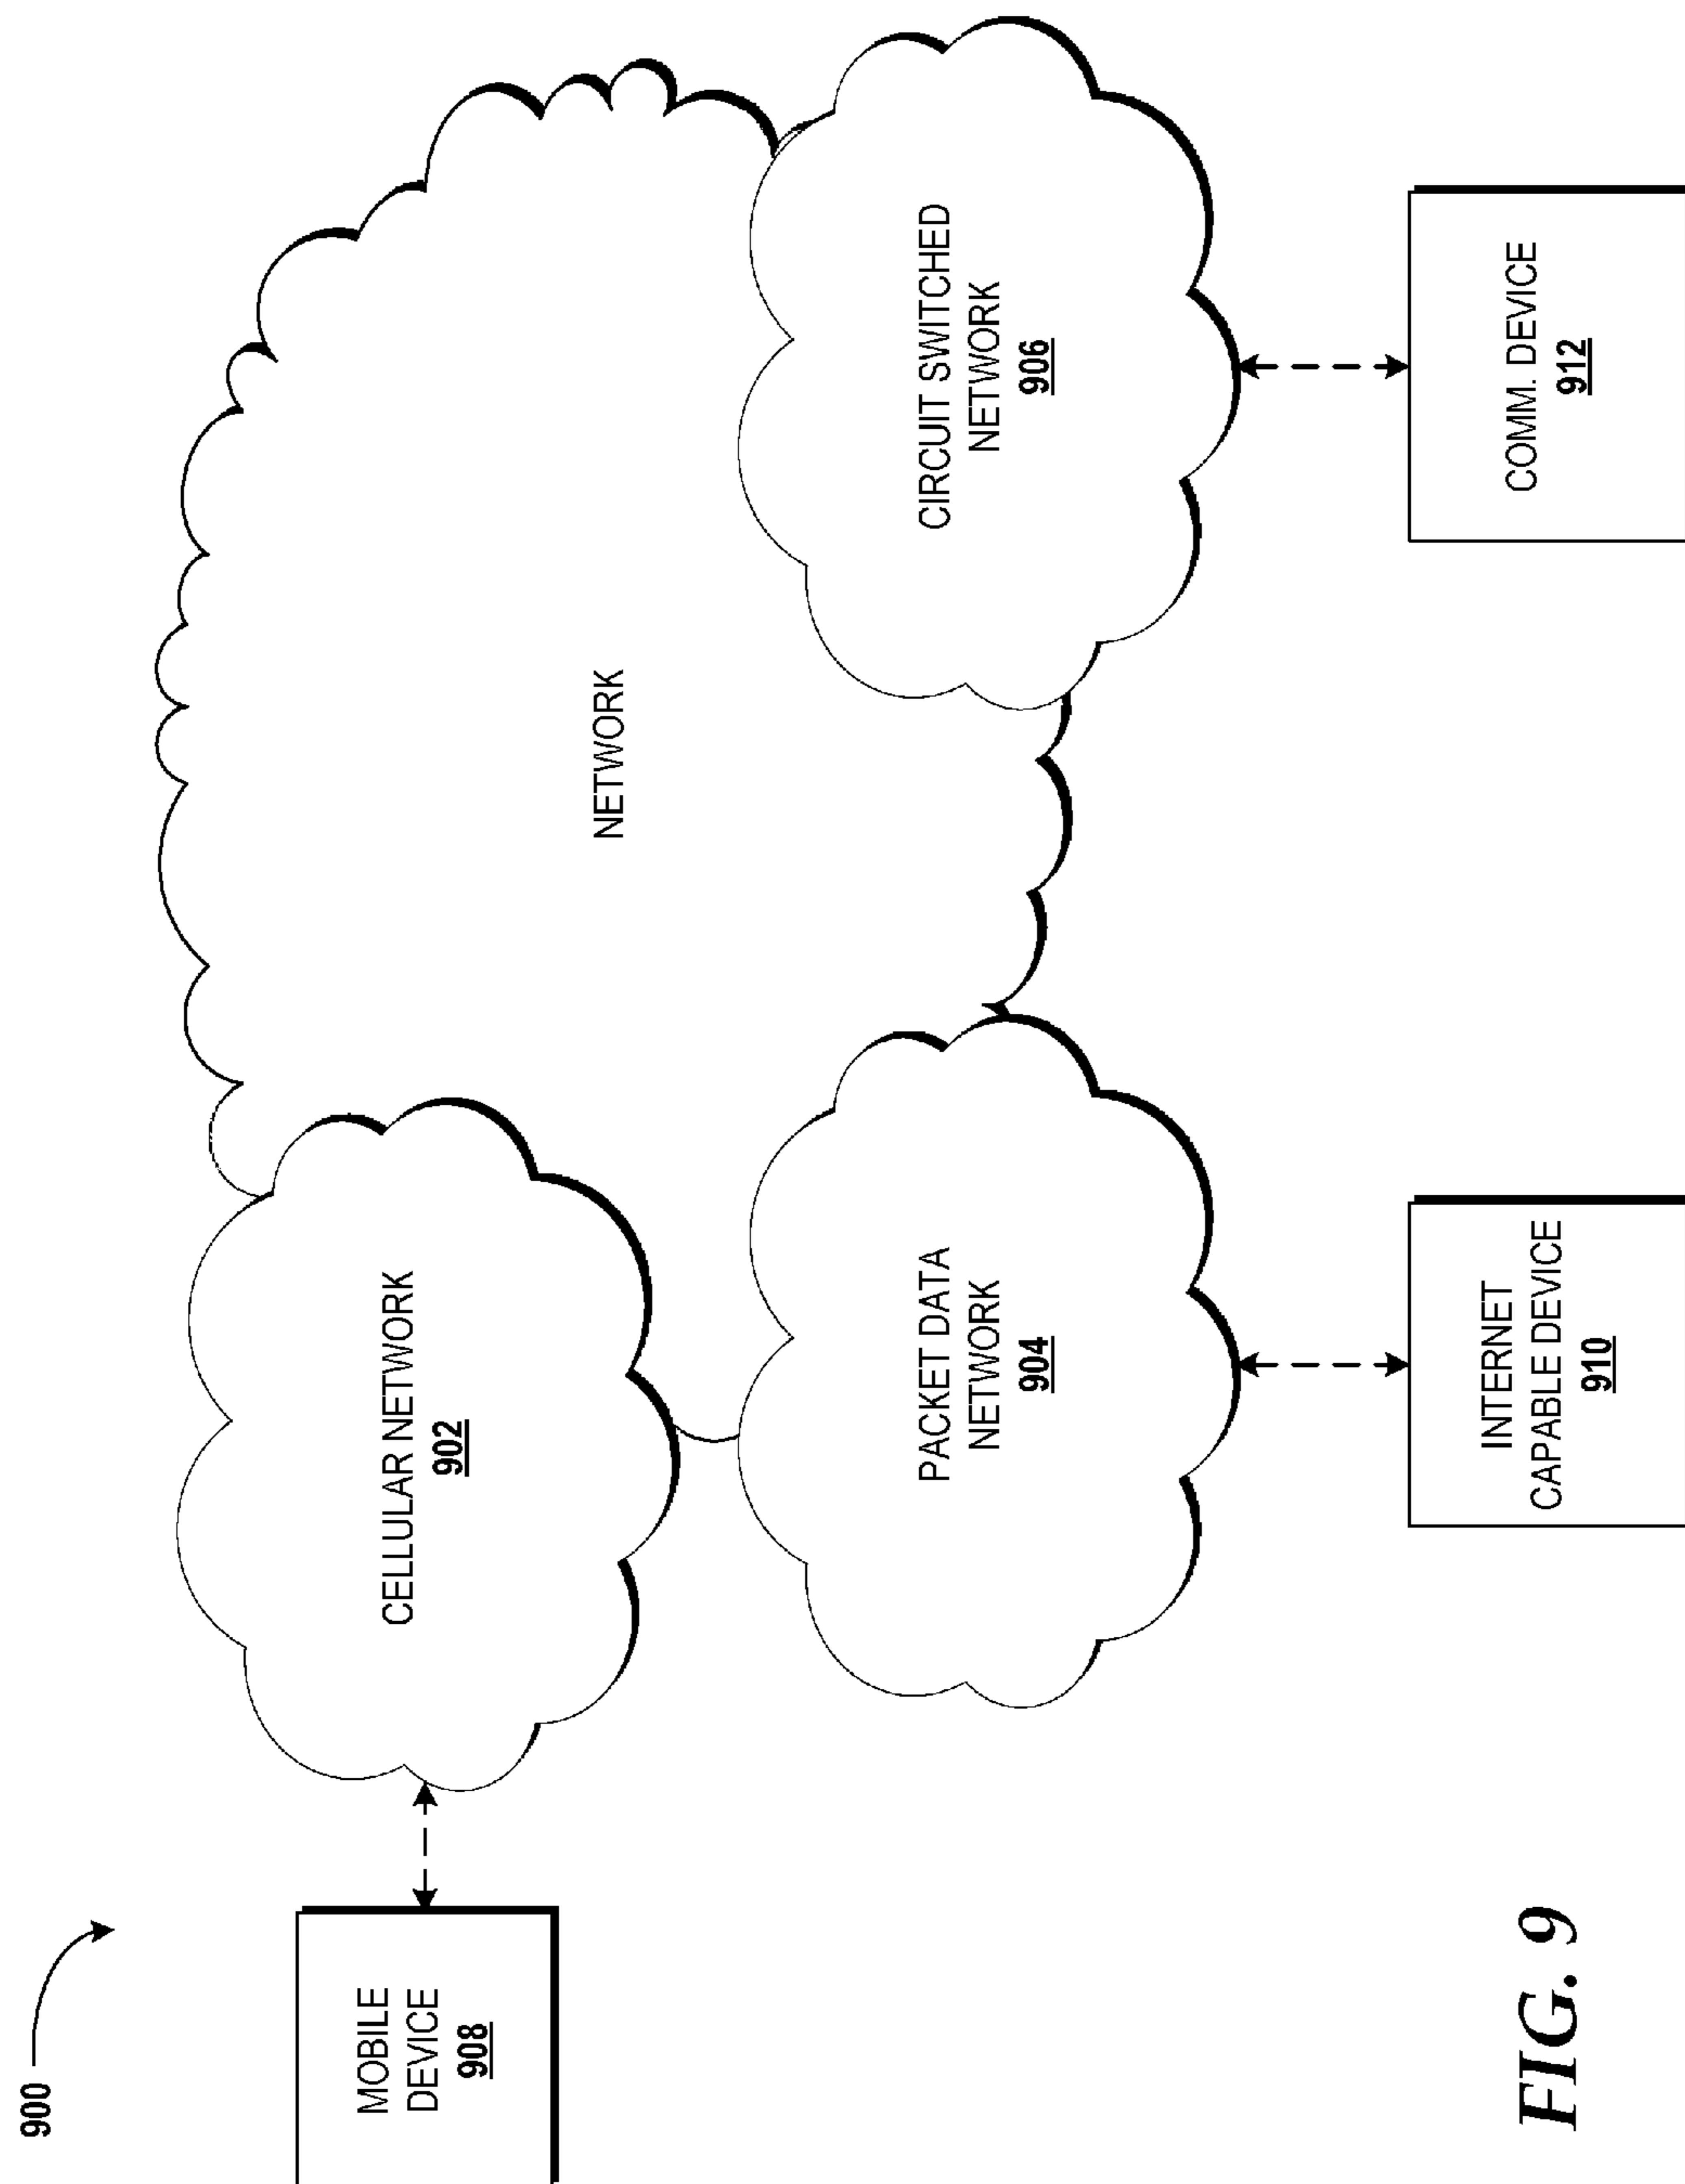 900
MOBILE
DEVICE
908
CELLULAR NETWORK
902
NETWORK
PACKET DATA
NETWORK
904
CIRCUIT SWITCHED
NETWORK
906
INTERNET
CAPABLE DEVICE
910
COMM. DEVICE
912
FIG. 9